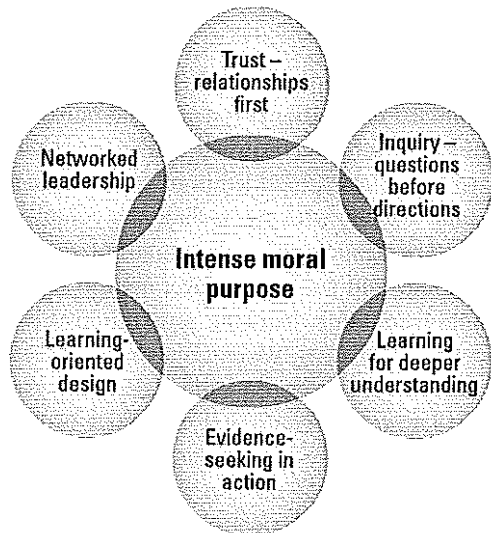 Trust –
relationships
first
Inquiry –
questions
before
directions
Learning
for deeper
understanding
Evidence-
seeking in
action
Learning-
oriented
design
Networked
leadership
Intense moral
purpose